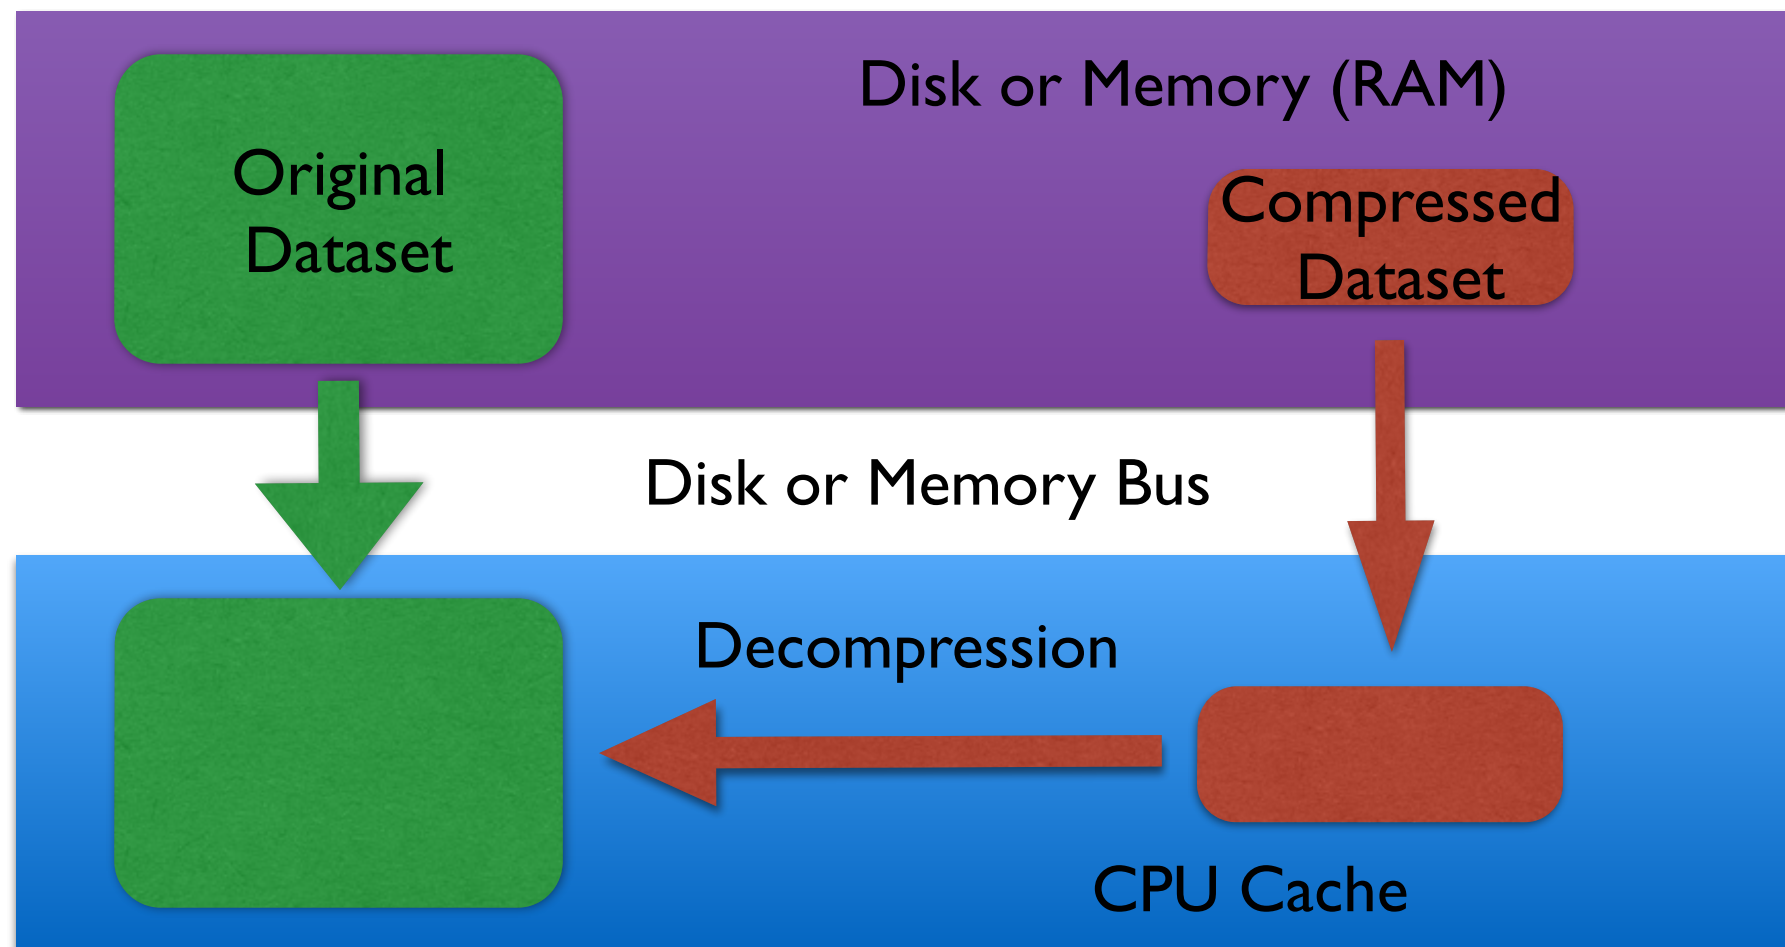 Disk or Memory (RAM)
Original
Dataset
Compressed
Dataset
Disk or Memory Bus
Decompression
CPU Cache